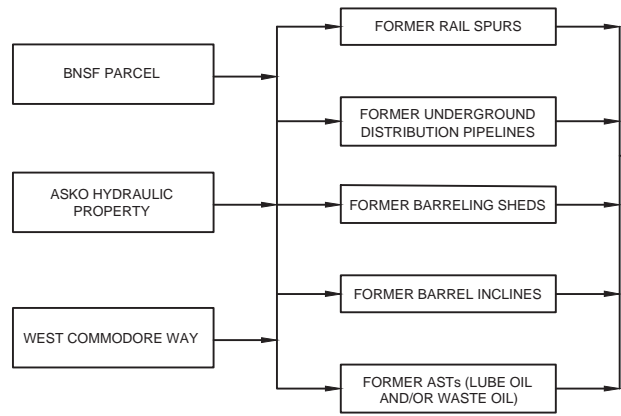 BNSF PARCEL
ASKO HYDRAULIC
PROPERTY
WEST COMMODORE WAY
FORMER RAIL SPURS
FORMER UNDERGROUND
DISTRIBUTION PIPELINES
FORMER BARRELING SHEDS
FORMER BARREL INCLINES
FORMER ASTs (LUBE OIL
AND/OR WASTE OIL)